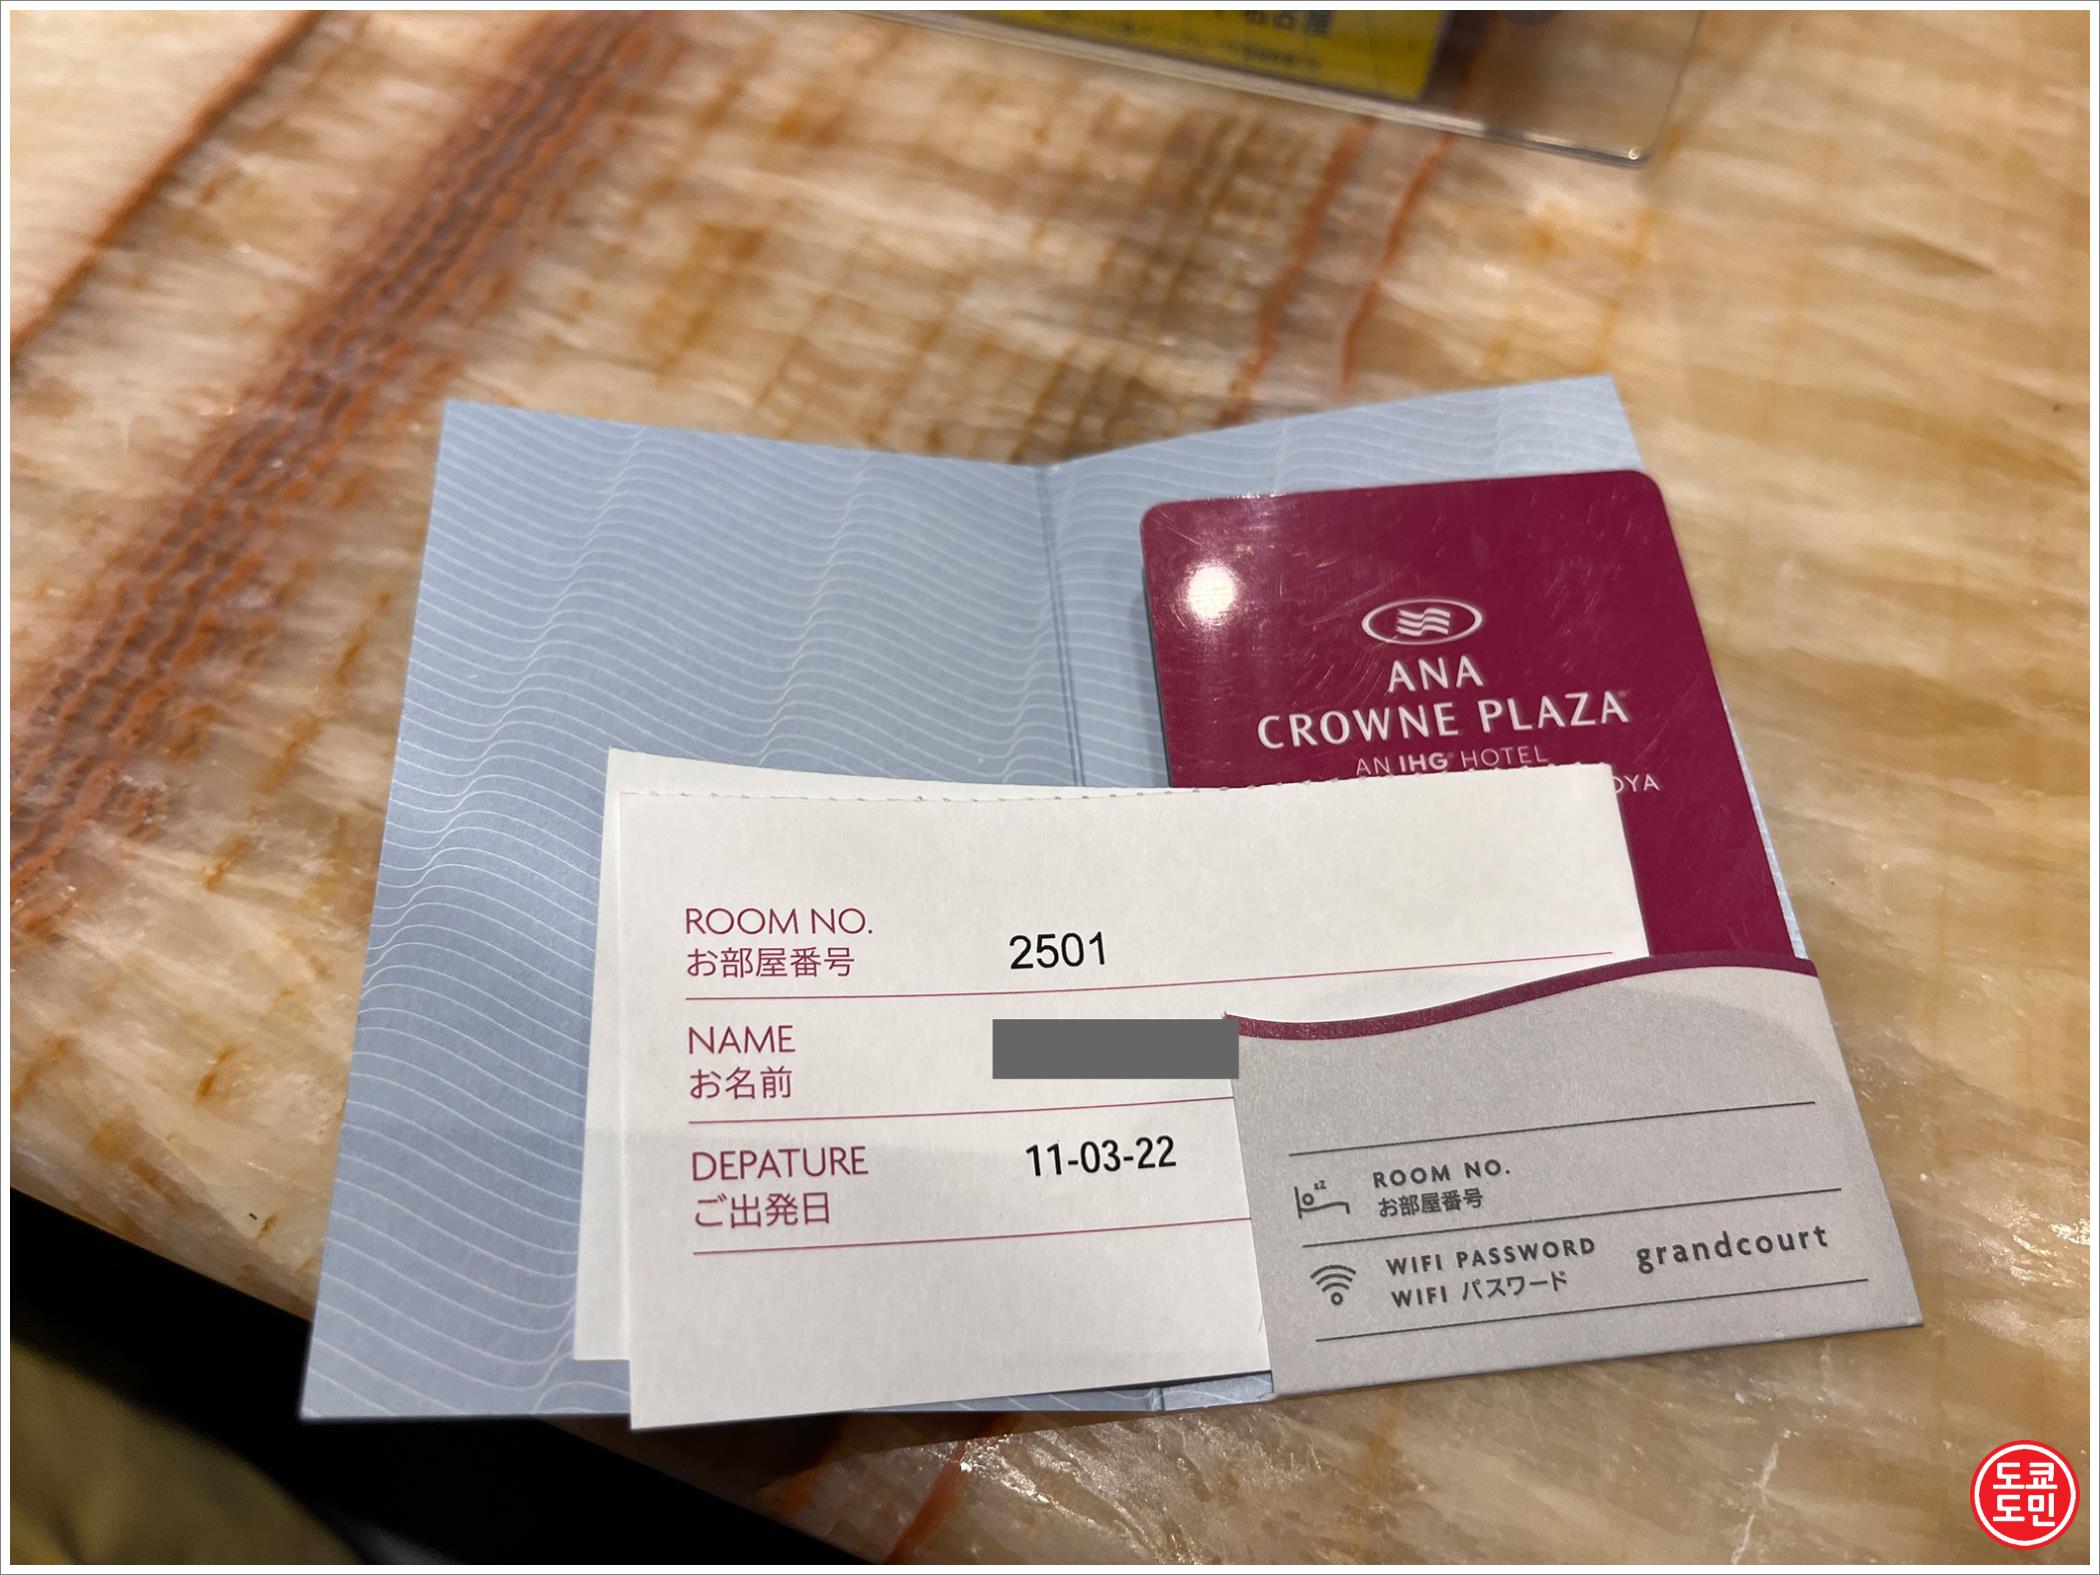 ANA
CROWNE PLAZA
AN IHG® HOTEL
ROOM NO.
お部屋番号
2501
NAME
お名前
DEPATURE
ご出発日
11-03-22
ROOM NO.
お部屋番号
WIFI PASSWORD
WIFI パスワード
grandcourt
도쿄
도민